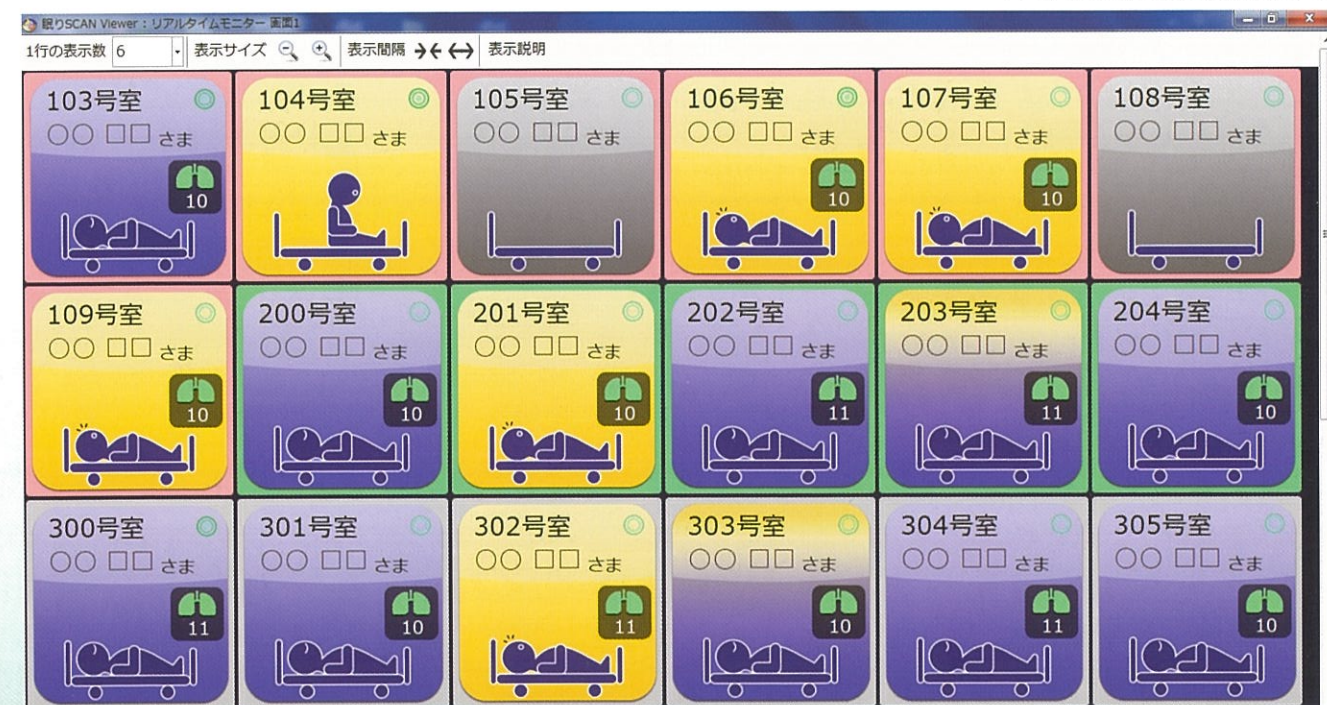 眠りSCAN Viewer : リアルタイムモニター 画面1
1行の表示数 6 表示サイズ 表示間隔 表示説明
103号室 104号室 105号室 106号室 107号室 108号室
○○ □□ さま ○○ □□ さま ○○ □□ さま ○○ □□ さま ○○ □□ さま ○○ □□ さま
10 10 10
109号室 200号室 201号室 202号室 203号室 204号室
○○ □□ さま ○○ □□ さま ○○ □□ さま ○○ □□ さま ○○ □□ さま ○○ □□ さま
10 10 10 11 11 10
300号室 301号室 302号室 303号室 304号室 305号室
○○ □□ さま ○○ □□ さま ○○ □□ さま ○○ □□ さま ○○ □□ さま ○○ □□ さま
11 10 11 10 11 10